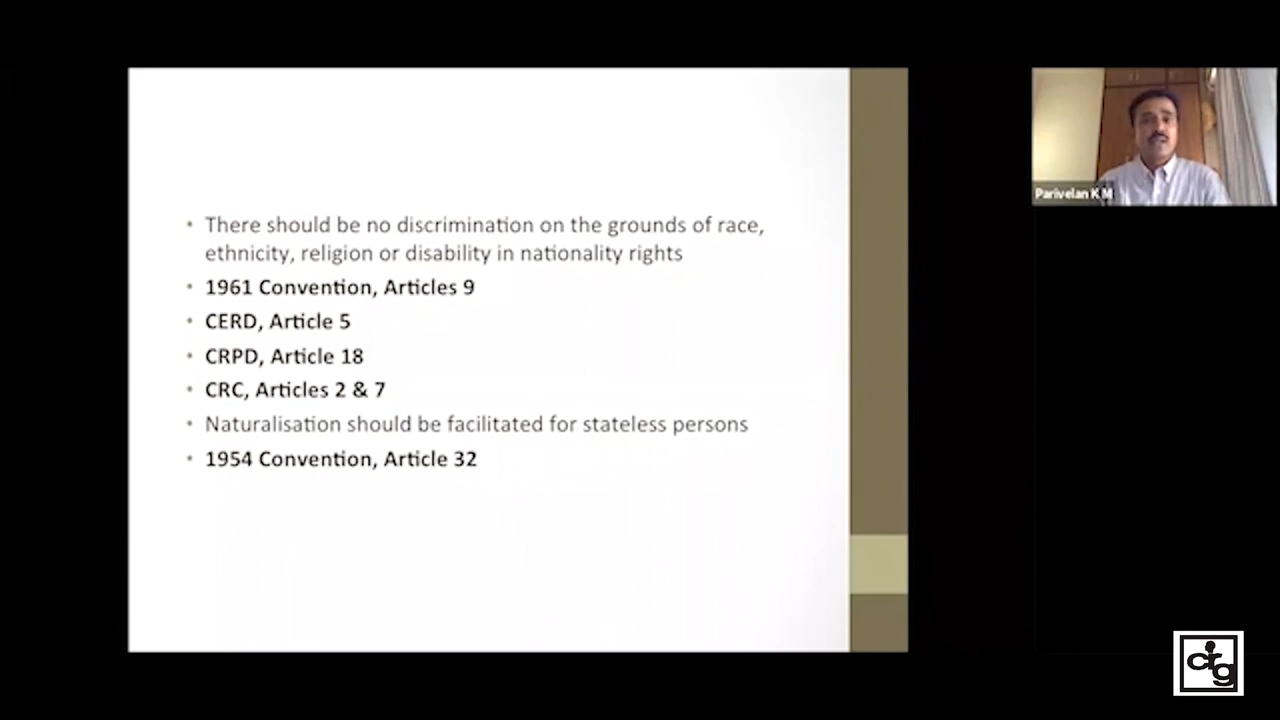 • There should be no discrimination on the grounds of race,
ethnicity, religion or disability in nationality rights
• 1961 Convention, Articles 9
• CERD, Article 5
• CRPD, Article 18
• CRC, Articles 2 & 7
• Naturalisation should be facilitated for stateless persons
• 1954 Convention, Article 32
Parivelan K M
crg